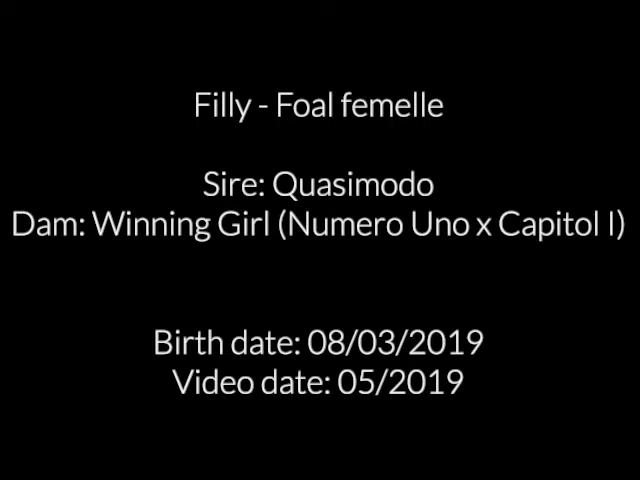 Filly - Foal femelle
Sire: Quasimodo
Dam: Winning Girl (Numero Uno x Capitol I)
Birth date: 08/03/2019
Video date: 05/2019